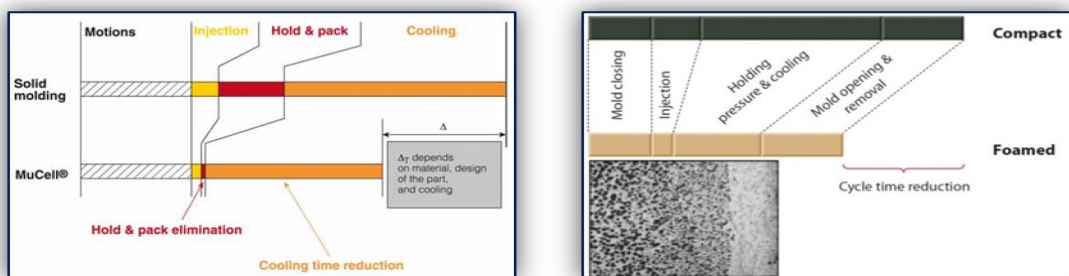 Motions
Injection
Hold & pack
Cooling
Solid
molding
Δ
MuCell®
ΔT depends
on material, design
of the part,
and cooling
Hold & pack elimination
Cooling time reduction
Compact
Mold closing
Injection
Holding
pressure & cooling
Mold opening &
removal
Foamed
Cycle time reduction